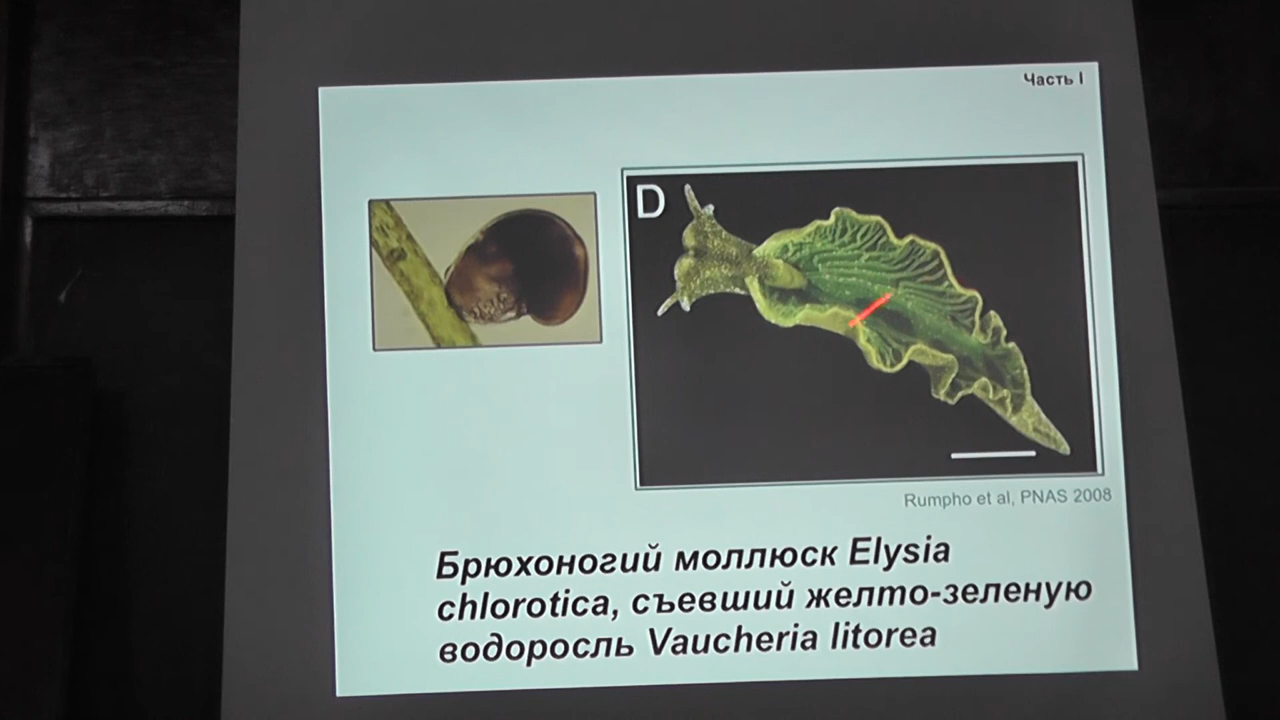 Часть I
D
Rumpho et al, PNAS 2008
Брюхоногий моллюск Elysia
chlorotica, съевший желто-зеленую
водоросль Vaucheria litorea